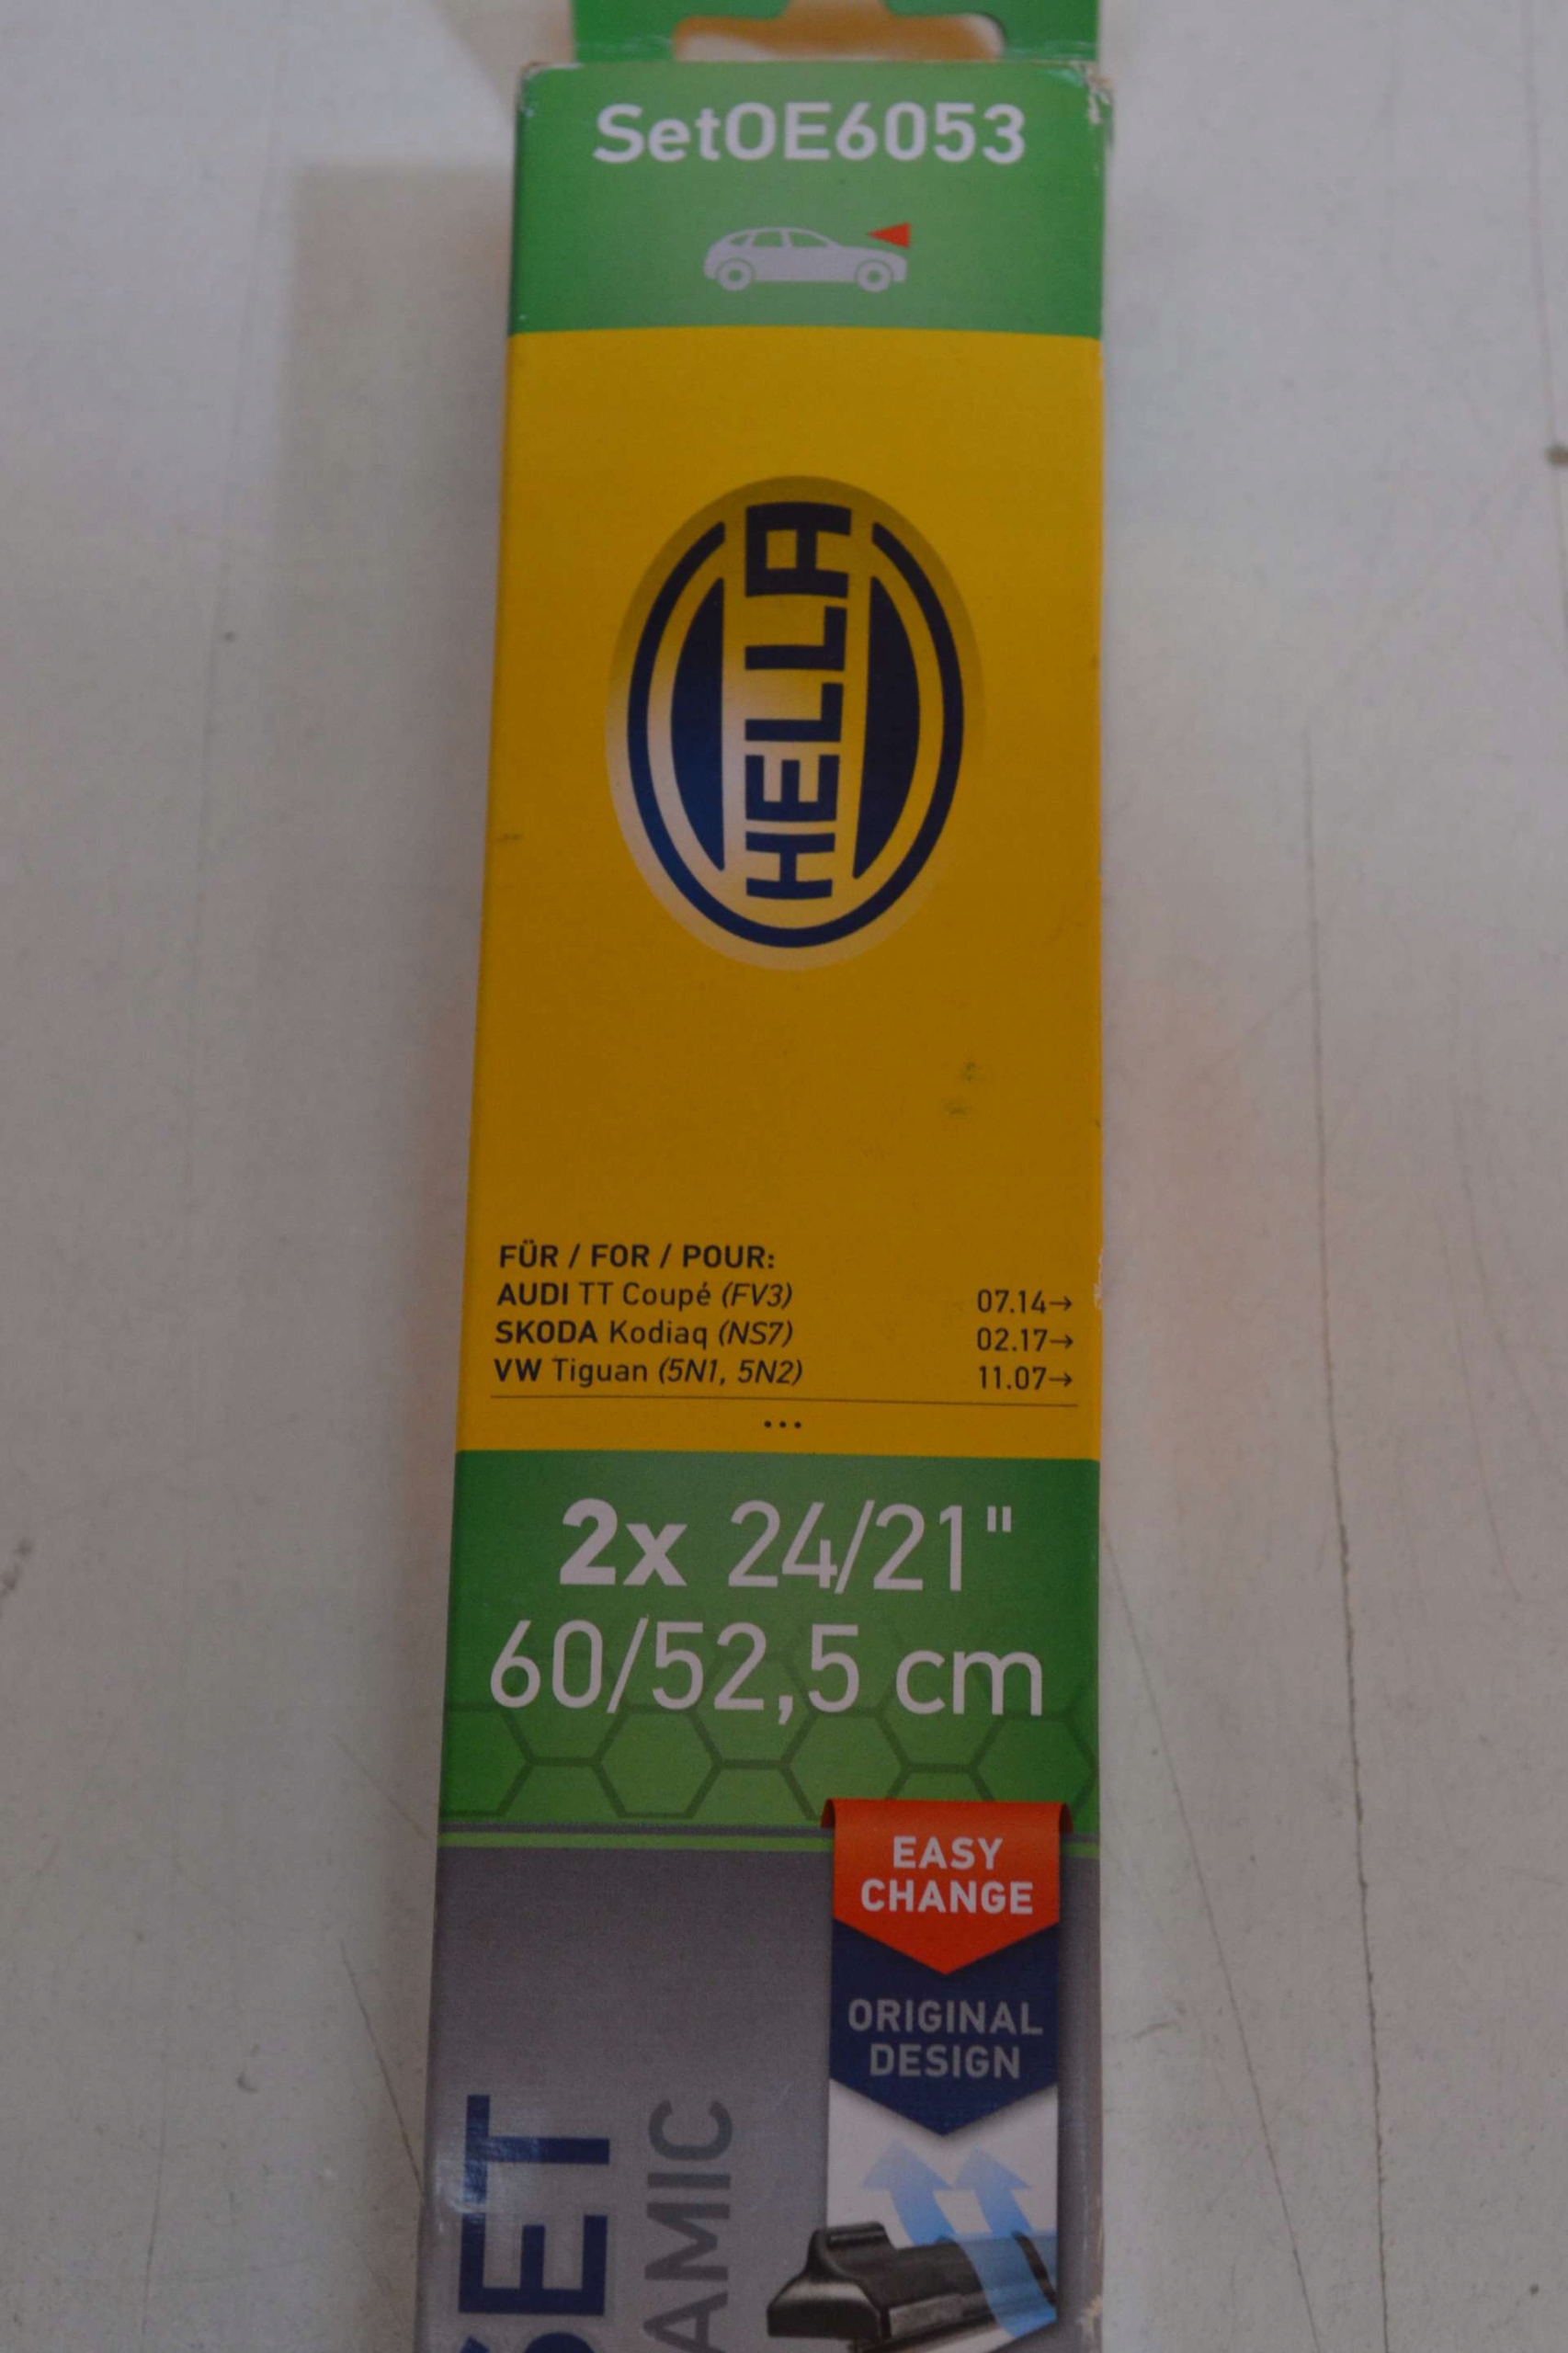 SetOE6053
HELLA
FÜR / FOR / POUR:
AUDI TT Coupé (FV3) 07.14→
SKODA Kodiaq (NS7) 02.17→
VW Tiguan (5N1, 5N2) 11.07→
...
2x 24/21"
60/52,5 cm
EASY
CHANGE
ORIGINAL
DESIGN
SET
AMIC